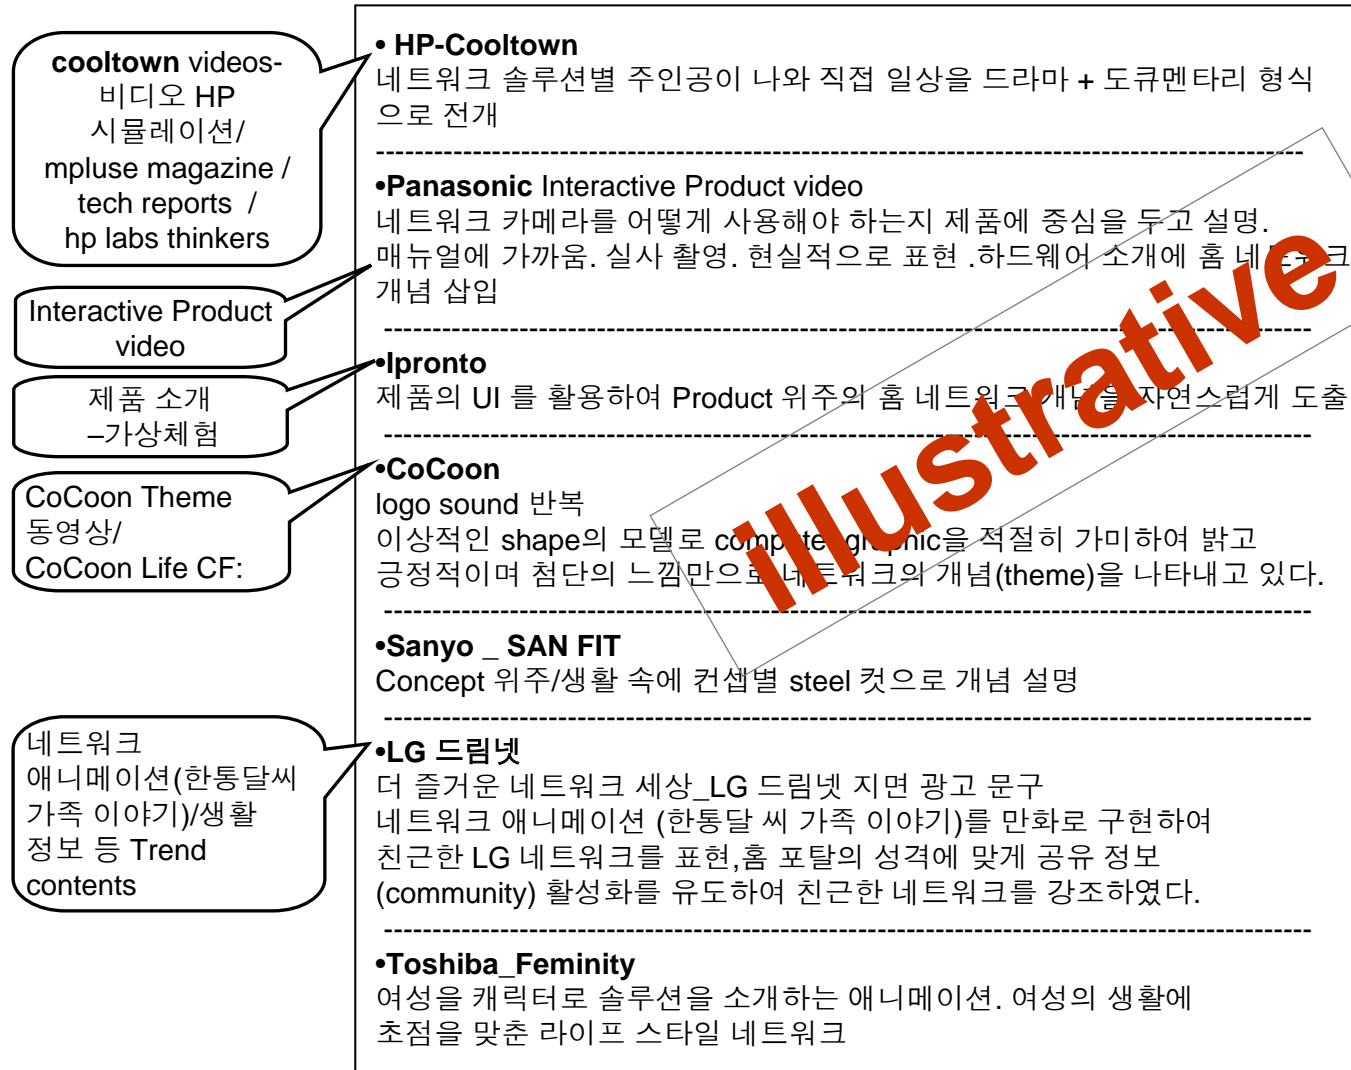 cooltown videos-
비디오 HP
시뮬레이션/
mpluse magazine /
tech reports /
hp labs thinkers
Interactive Product
video
제품 소개
–가상체험
CoCoon Theme
동영상/
CoCoon Life CF:
네트워크
애니메이션(한통달씨
가족 이야기)/생활
정보 등 Trend
contents
• HP-Cooltown
네트워크 솔루션별 주인공이 나와 직접 일상을 드라마 + 도큐멘타리 형식
으로 전개
•Panasonic Interactive Product video
네트워크 카메라를 어떻게 사용해야 하는지 제품에 중심을 두고 설명.
매뉴얼에 가까움. 실사 촬영. 현실적으로 표현 .하드웨어 소개에 홈 네트워크
개념 삽입
•Ipronto
제품의 UI 를 활용하여 Product 위주의 홈 네트워크 개념을 자연스럽게 도출
•CoCoon
logo sound 반복
이상적인 shape의 모델로 computer graphic을 적절히 가미하여 밝고
긍정적이며 첨단의 느낌만으로 네트워크의 개념(theme)을 나타내고 있다.
•Sanyo _ SAN FIT
Concept 위주/생활 속에 컨셉별 steel 컷으로 개념 설명
•LG 드림넷
더 즐거운 네트워크 세상_LG 드림넷 지면 광고 문구
네트워크 애니메이션 (한통달 씨 가족 이야기)를 만화로 구현하여
친근한 LG 네트워크를 표현,홈 포탈의 성격에 맞게 공유 정보
(community) 활성화를 유도하여 친근한 네트워크를 강조하였다.
•Toshiba_Feminity
여성을 캐릭터로 솔루션을 소개하는 애니메이션. 여성의 생활에
초점을 맞춘 라이프 스타일 네트워크
illustrative